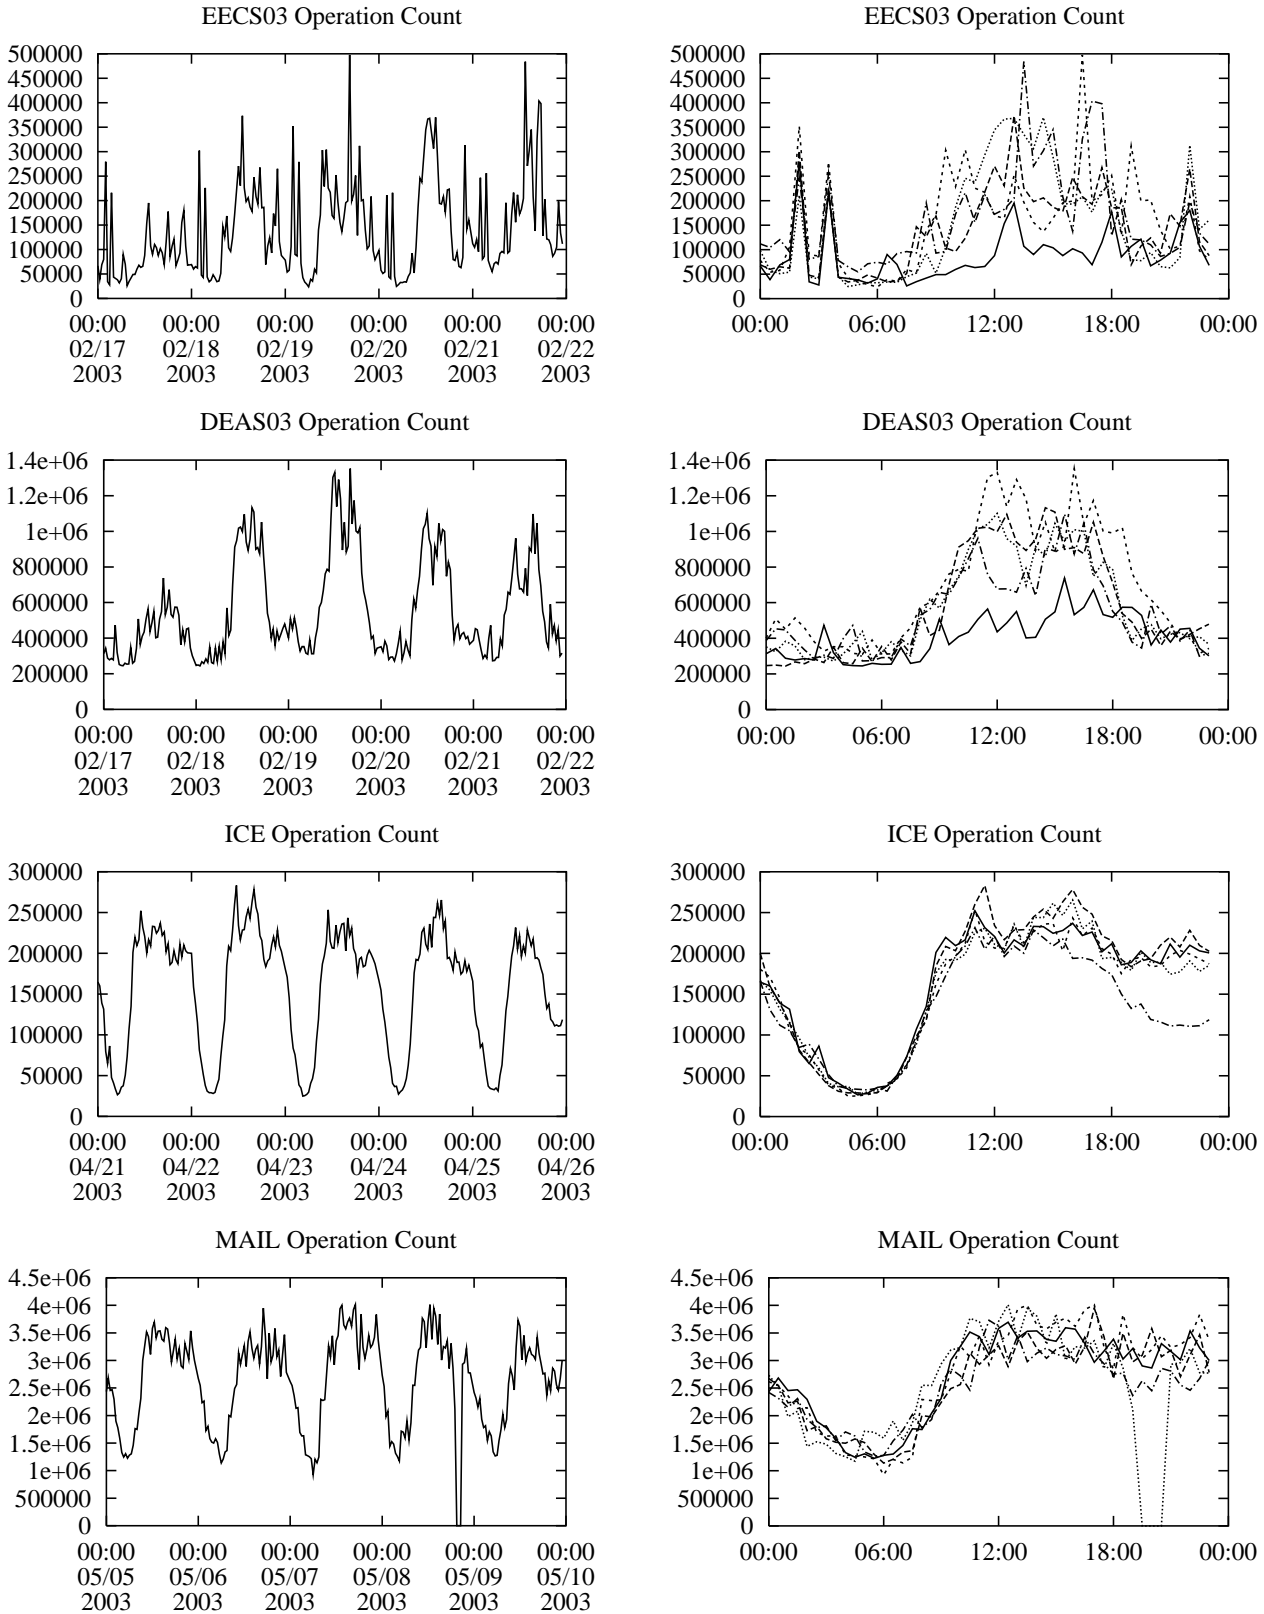 EECS03 Operation Count
500000
450000
400000
350000
300000
250000
200000
150000
100000
50000
0
00:00 00:00 00:00 00:00 00:00 00:00
02/17 02/18 02/19 02/20 02/21 02/22
2003 2003 2003 2003 2003 2003
EECS03 Operation Count
500000
450000
400000
350000
300000
250000
200000
150000
100000
50000
0
00:00 06:00 12:00 18:00 00:00
DEAS03 Operation Count
1.4e+06
1.2e+06
1e+06
800000
600000
400000
200000
0
00:00 00:00 00:00 00:00 00:00 00:00
02/17 02/18 02/19 02/20 02/21 02/22
2003 2003 2003 2003 2003 2003
DEAS03 Operation Count
1.4e+06
1.2e+06
1e+06
800000
600000
400000
200000
0
00:00 06:00 12:00 18:00 00:00
ICE Operation Count
300000
250000
200000
150000
100000
50000
0
00:00 00:00 00:00 00:00 00:00 00:00
04/21 04/22 04/23 04/24 04/25 04/26
2003 2003 2003 2003 2003 2003
ICE Operation Count
300000
250000
200000
150000
100000
50000
0
00:00 06:00 12:00 18:00 00:00
MAIL Operation Count
4.5e+06
4e+06
3.5e+06
3e+06
2.5e+06
2e+06
1.5e+06
1e+06
500000
0
00:00 00:00 00:00 00:00 00:00 00:00
05/05 05/06 05/07 05/08 05/09 05/10
2003 2003 2003 2003 2003 2003
MAIL Operation Count
4.5e+06
4e+06
3.5e+06
3e+06
2.5e+06
2e+06
1.5e+06
1e+06
500000
0
00:00 06:00 12:00 18:00 00:00